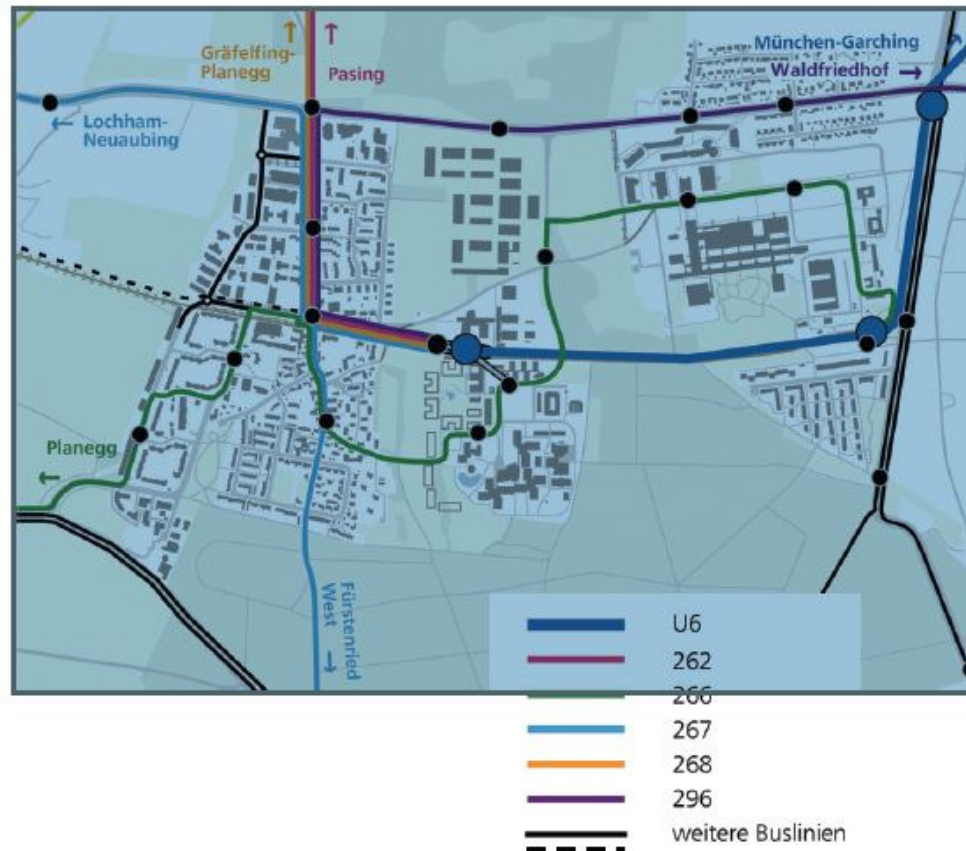 Gräfelfing-
Planegg
Pasing
München-Garching
Waldfriedhof →
← Lochham-
Neuaubing
Planegg
←
Fürstenried
West →
U6
262
266
267
268
296
weitere Buslinien